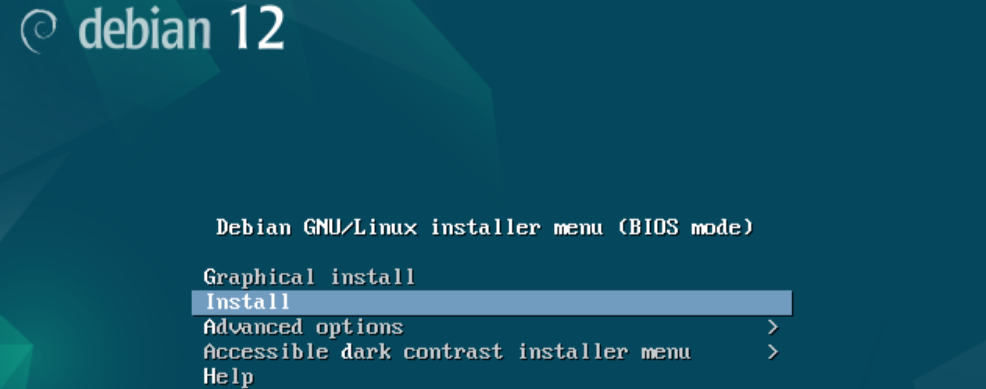 debian 12
Debian GNU/Linux installer menu (BIOS mode)
Graphical install
Install
Advanced options >
Accessible dark contrast installer menu >
Help